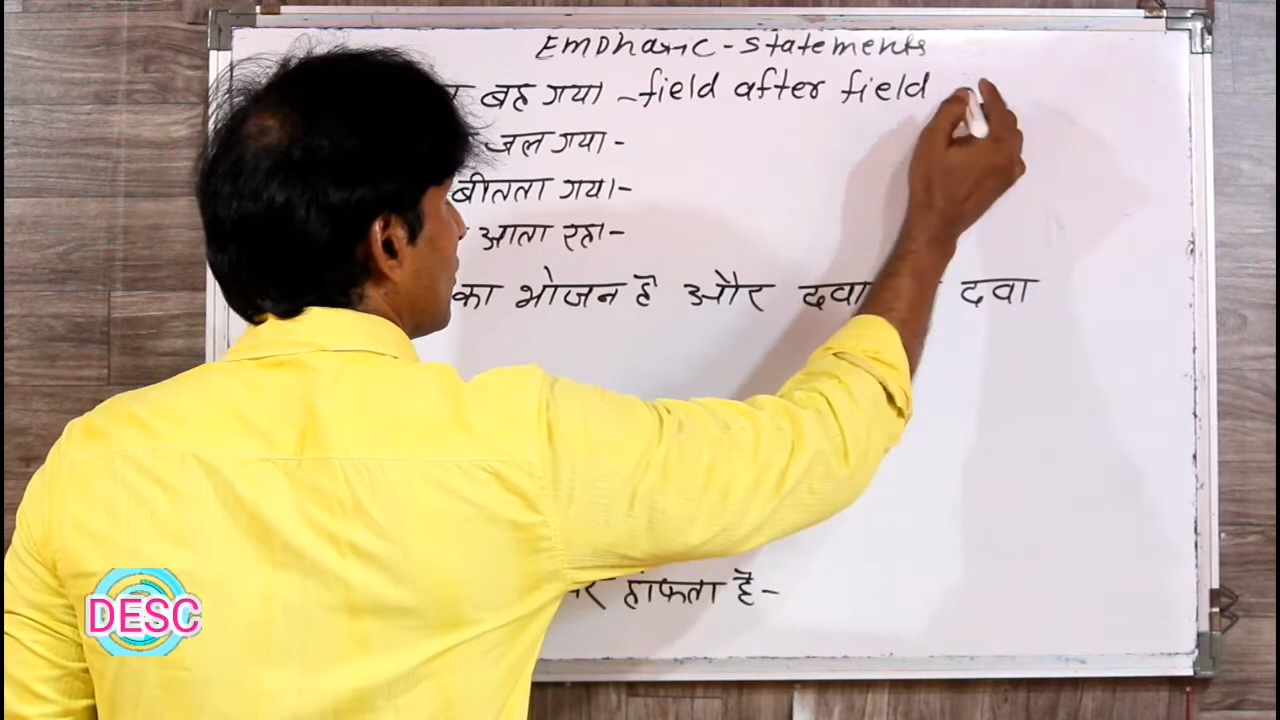 Emphatic - Statements
बह गया - field after field
जल गया -
बीतता गया -
आता रहा -
का भोजन है और दवा दवा
हांफता है -
DESC